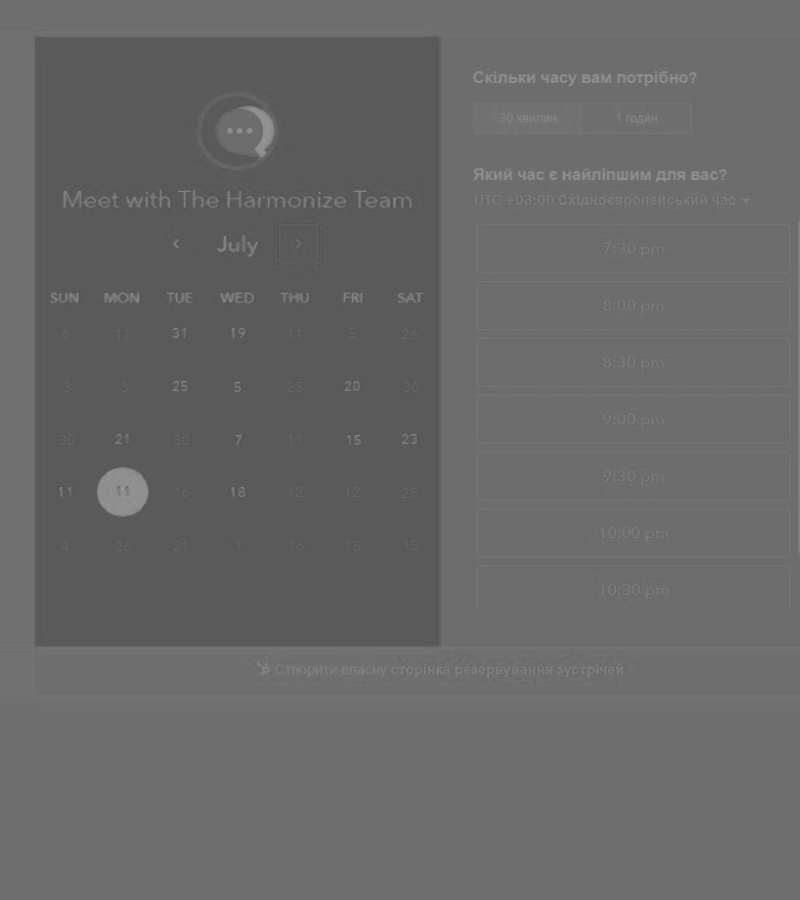 Meet with The Harmonize Team
July
SUN MON TUE WED THU FRI SAT
6 11 31 19 11 5 26
3 3 25 5 25 20 30
30 21 30 7 11 15 23
11 11 16 18 12 12 25
4 26 21 1 16 18 15
Скільки часу вам потрібно?
30 хвилин 1 годин
Який час є найліпшим для вас?
UTC +03:00 Східноєвропейський час
7:30 pm
8:00 pm
8:30 pm
9:00 pm
9:30 pm
10:00 pm
10:30 pm
Створити власну сторінка резервування зустрічей